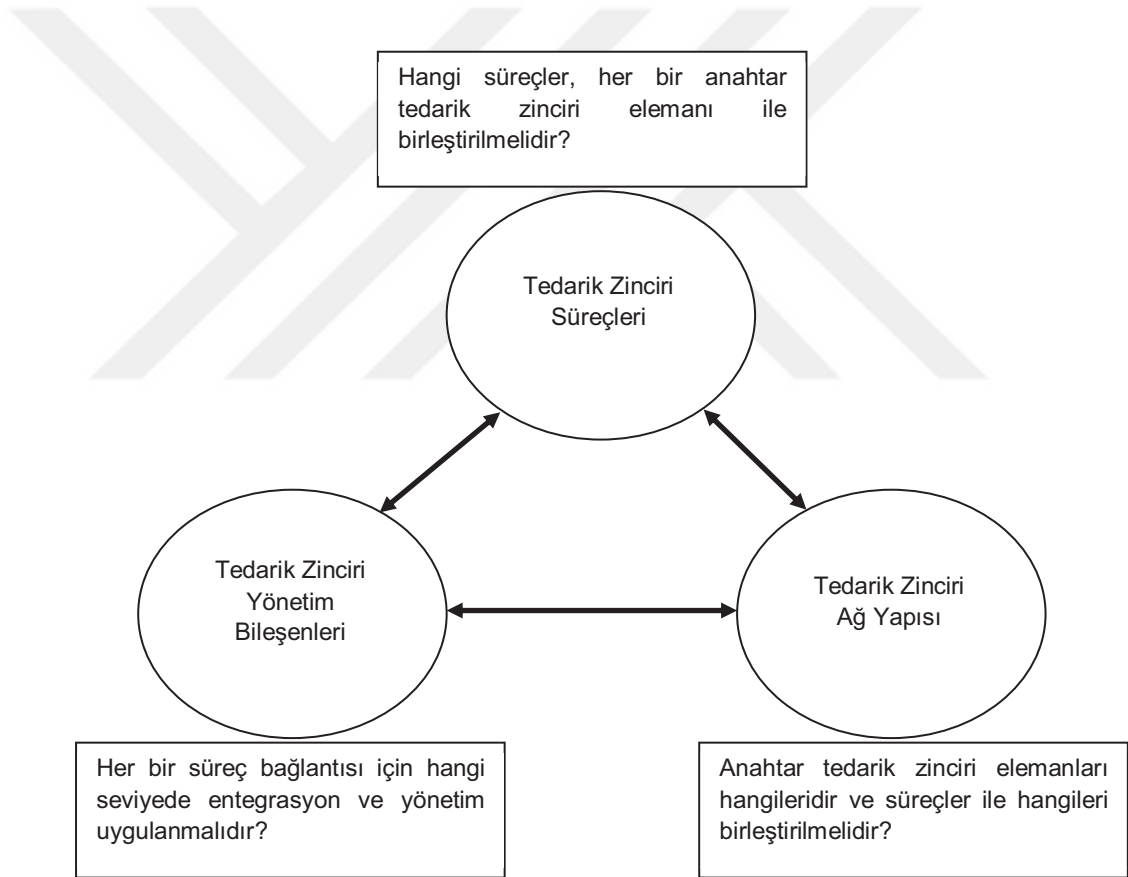 Hangi süreçler, her bir anahtar
tedarik zinciri elemanı ile
birleştirilmelidir?
Tedarik Zinciri
Süreçleri
Tedarik Zinciri
Yönetim
Bileşenleri
Tedarik Zinciri
Ağ Yapısı
Her bir süreç bağlantısı için hangi
seviyede entegrasyon ve yönetim
uygulanmalıdır?
Anahtar tedarik zinciri elemanları
hangileridir ve süreçler ile hangileri
birleştirilmelidir?